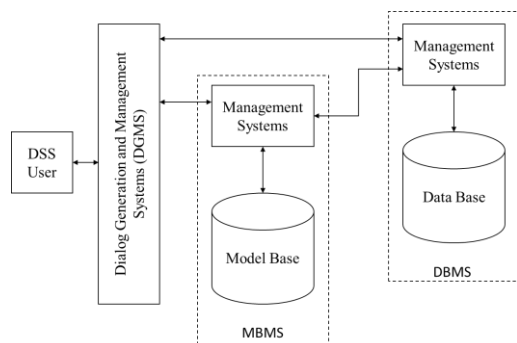 DSS
User
Dialog Generation and Management
Systems (DGMS)
Management
Systems
Model Base
MBMS
Management
Systems
Data Base
DBMS